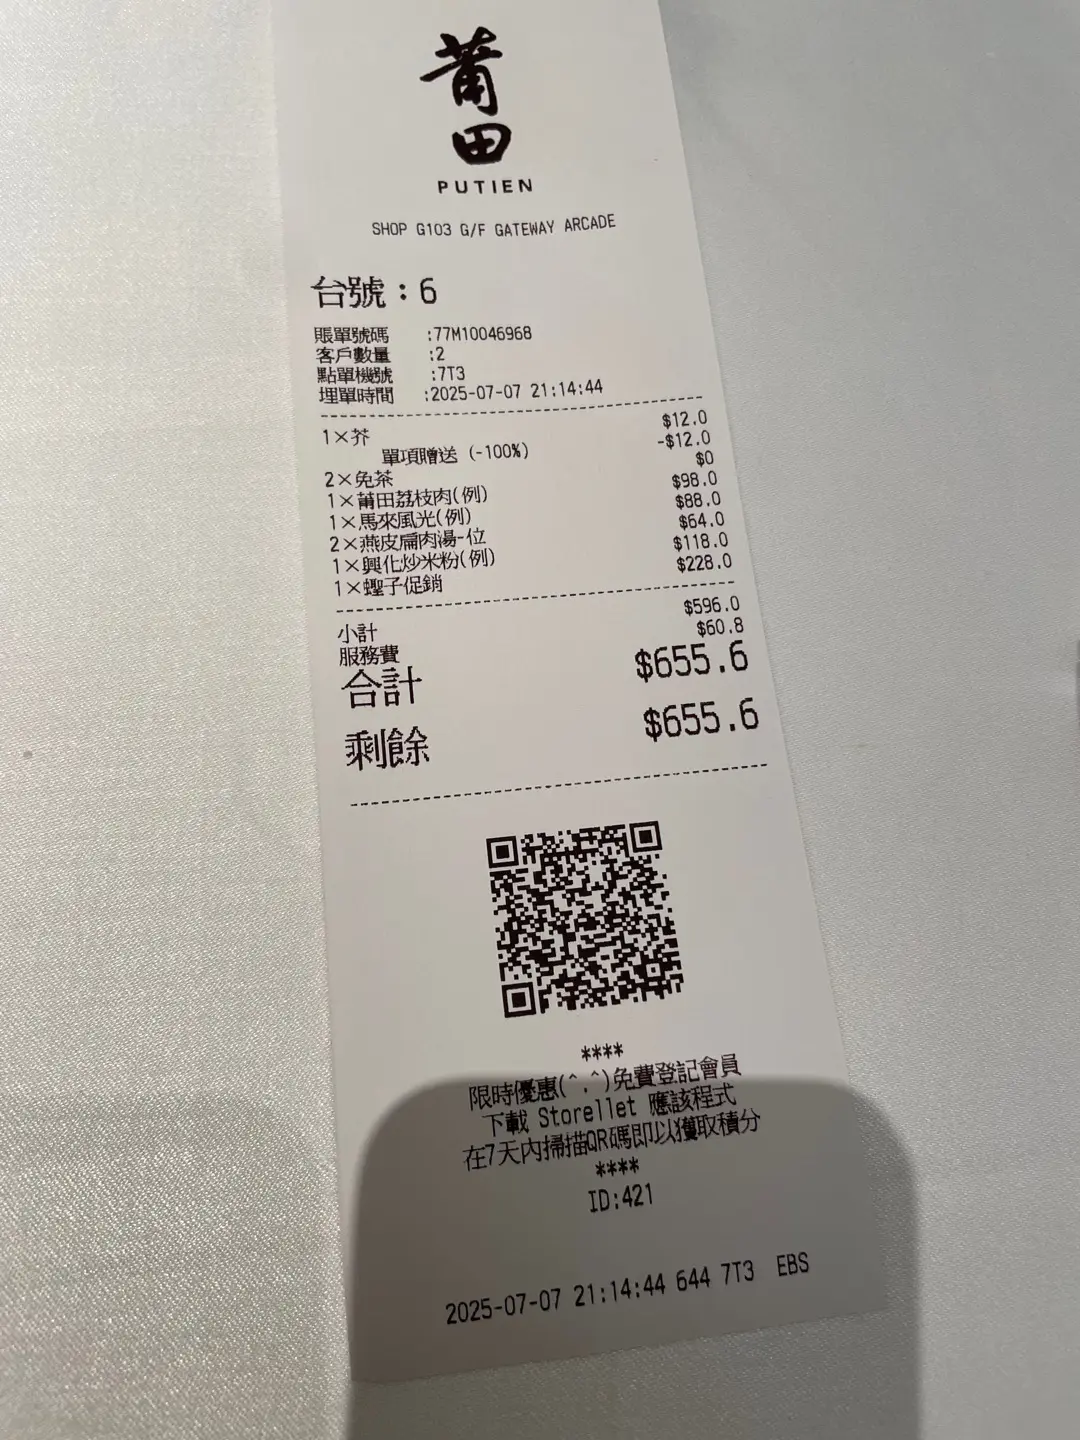 莆
田
PUTIEN
SHOP G103 G/F GATEWAY ARCADE
台號：6
賬單號碼 :77M10046968
客戶數量 :2
點單機號 :7T3
埋單時間 :2025-07-07 21:14:44
1×芥 $12.0
單項贈送 (-100%) -$12.0
2×免茶 $0
1×莆田荔枝肉(例) $98.0
1×馬來風光(例) $88.0
2×燕皮扁肉湯-位 $64.0
1×興化炒米粉(例) $118.0
1×蟶子促銷 $228.0
小計 $596.0
服務費 $60.8
合計 $655.6
剩餘 $655.6
****
限時優惠(^.^)免費登記會員
下載 Storellet 應該程式
在7天內掃描QR碼即以獲取積分
****
ID:421
2025-07-07 21:14:44 644 7T3 EBS